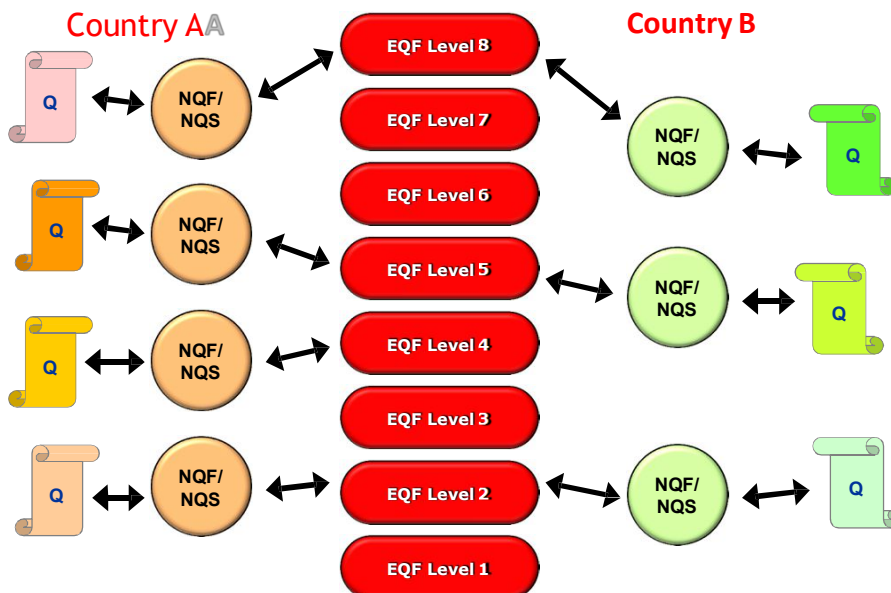 Country AA
Country B
EQF Level 8
EQF Level 7
EQF Level 6
EQF Level 5
EQF Level 4
EQF Level 3
EQF Level 2
EQF Level 1
Q
NQF/
NQS
Q
NQF/
NQS
Q
NQF/
NQS
Q
NQF/
NQS
NQF/
NQS
Q
NQF/
NQS
Q
NQF/
NQS
Q